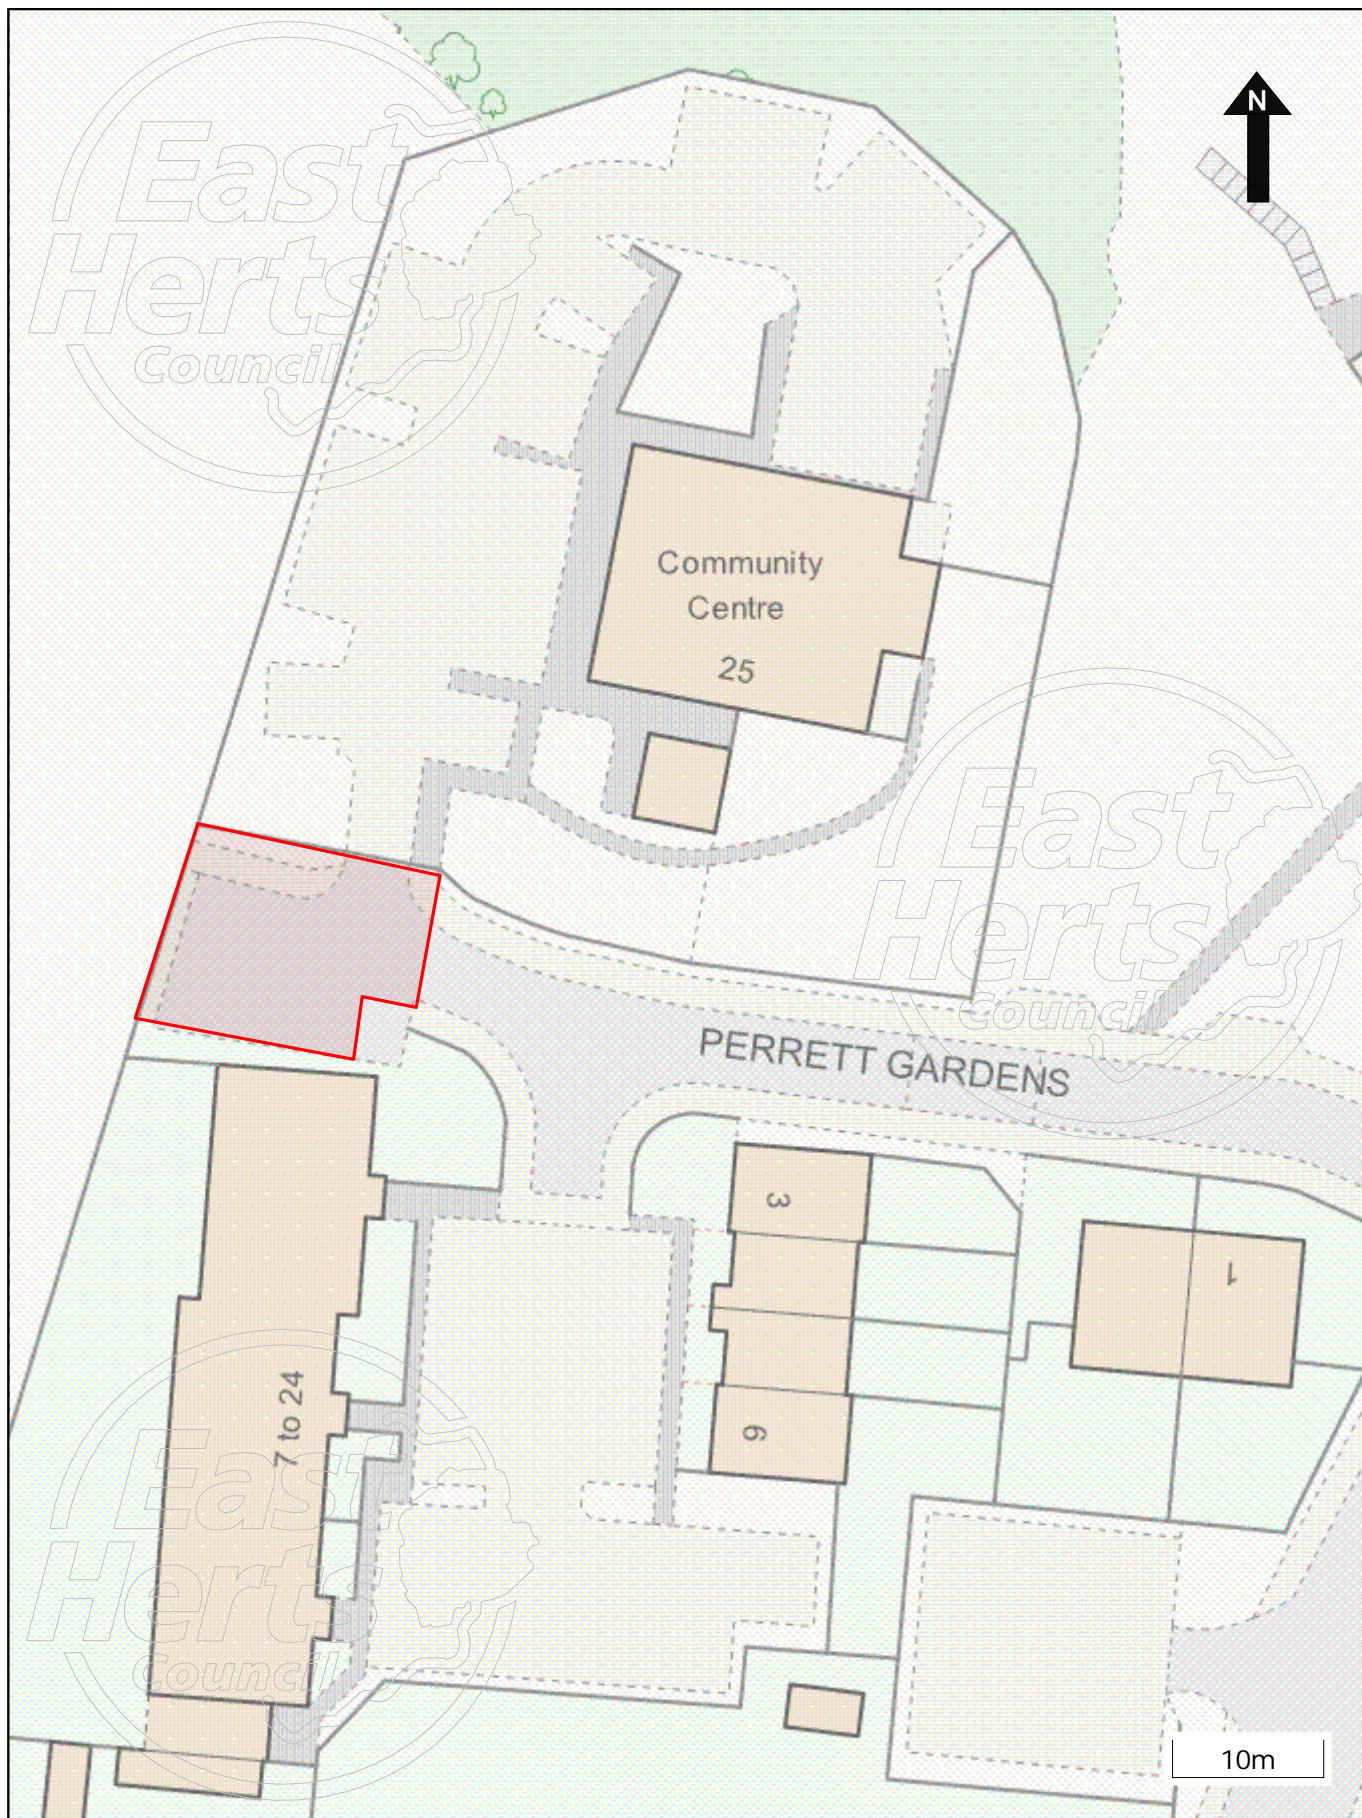 East
Herts
Council
N
Community
Centre
25
East
Herts
Council
PERRETT GARDENS
3
1
7 to 24
6
East
Herts
Council
10m